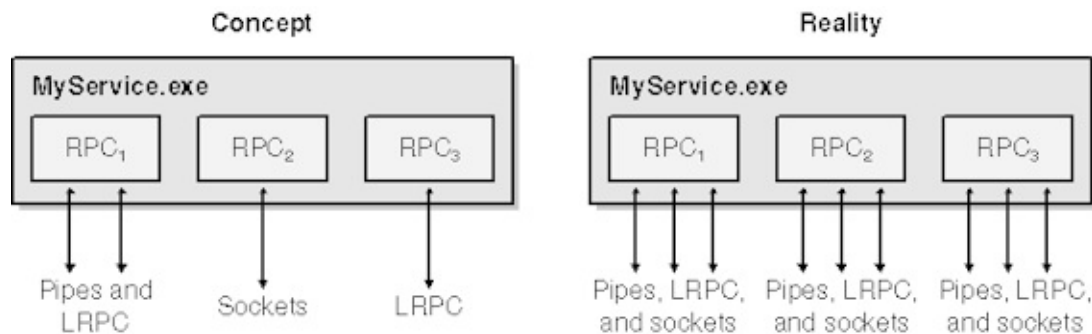 Concept
MyService.exe
RPC₁
RPC₂
RPC₃
Pipes and
LRPC
Sockets
LRPC
Reality
MyService.exe
RPC₁
RPC₂
RPC₃
Pipes, LRPC,
and sockets
Pipes, LRPC,
and sockets
Pipes, LRPC,
and sockets